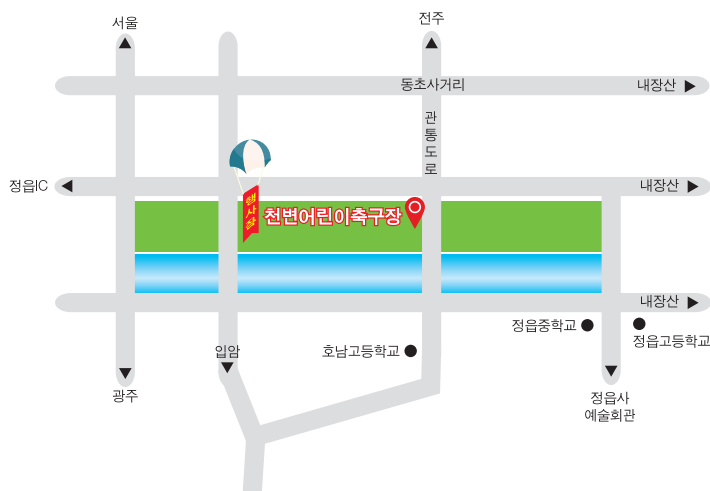 서울
전주
동초사거리
내장산
관통도로
정읍IC
내장산
행사장
천변어린이축구장
내장산
정읍중학교
정읍고등학교
입암
호남고등학교
광주
정읍사
예술회관